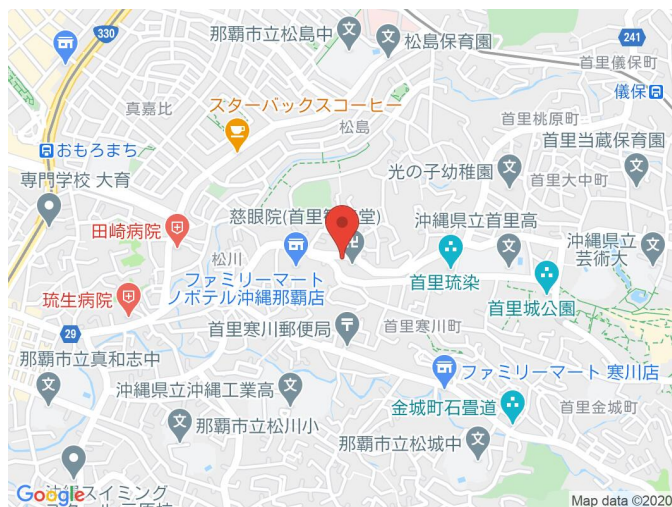 330
那覇市立松島中
松島保育園
241
首里儀保町
真嘉比
スターバックスコーヒー
松島
儀保
首里桃原町
おもろまち
光の子幼稚園
首里当蔵保育園
首里大中町
専門学校 大育
慈眼院(首里
堂)
沖縄県立首里高
田崎病院
沖縄県立
芸術大
松川
ファミリーマート
ノボテル沖縄那覇店
首里琉染
首里城公園
琉生病院
29
首里寒川郵便局
首里寒川町
那覇市立真和志中
ファミリーマート 寒川店
沖縄県立沖縄工業高
金城町石畳道
首里金城町
那覇市立松川小
那覇市立松城中
Google
スイミング
Map data ©2020